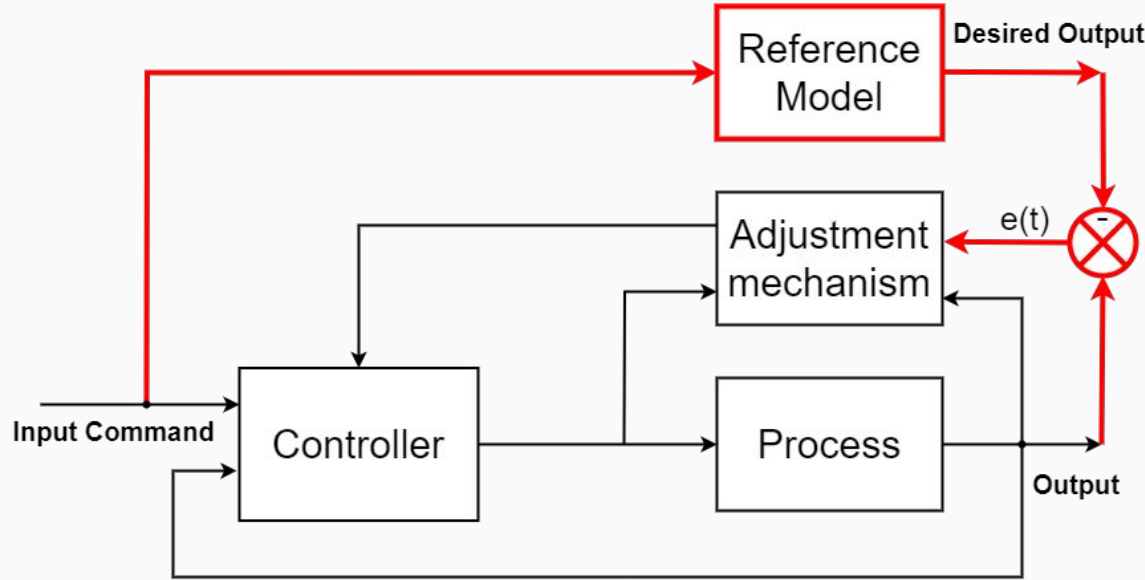 Reference
Model
Desired Output
-
e(t)
Adjustment
mechanism
Input Command
Controller
Process
Output